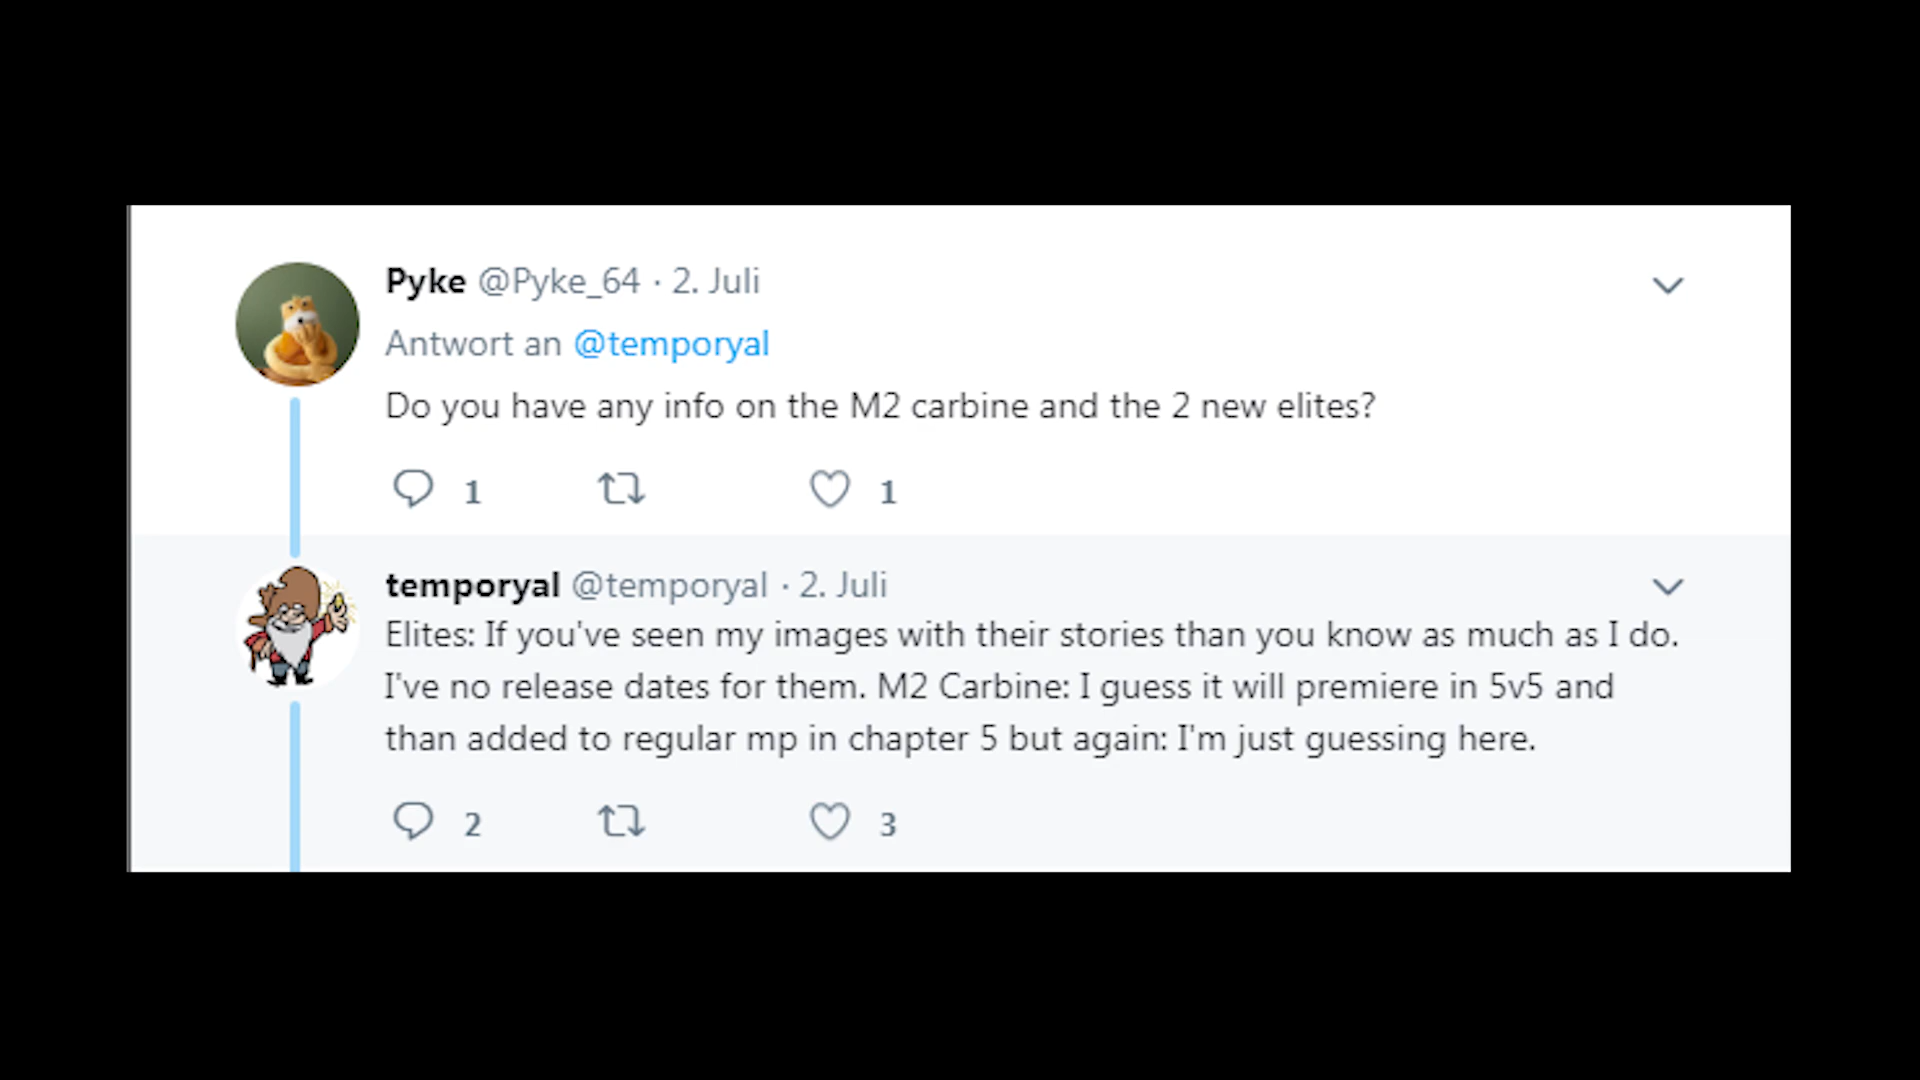 Pyke @Pyke_64 · 2. Juli
Antwort an @temporyal
Do you have any info on the M2 carbine and the 2 new elites?
1 1
temporyal @temporyal · 2. Juli
Elites: If you've seen my images with their stories than you know as much as I do.
I've no release dates for them. M2 Carbine: I guess it will premiere in 5v5 and
than added to regular mp in chapter 5 but again: I'm just guessing here.
2 3